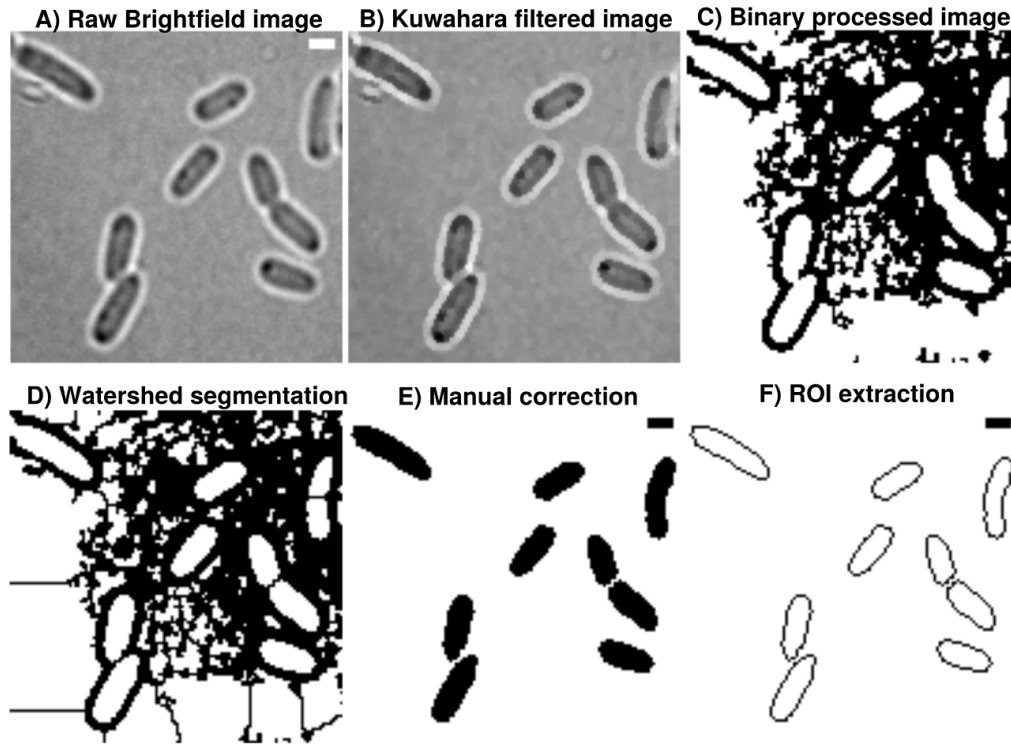 A) Raw Brightfield image
B) Kuwahara filtered image
C) Binary processed image
D) Watershed segmentation
E) Manual correction
F) ROI extraction